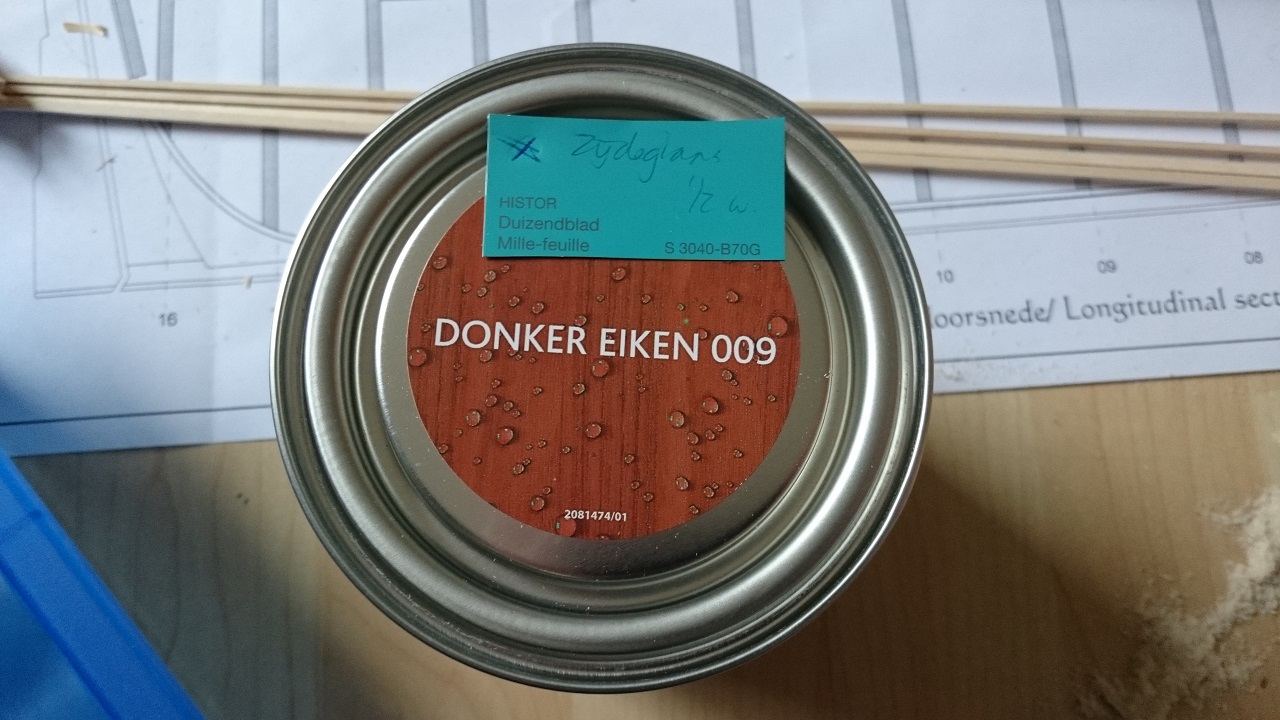 Zijdeglans
1/2 w.
HISTOR
Duizendblad
Mille-feuille
S 3040-B70G
DONKER EIKEN 009
2081474/01
16
10
09
08
oorsnede/ Longitudinal sect